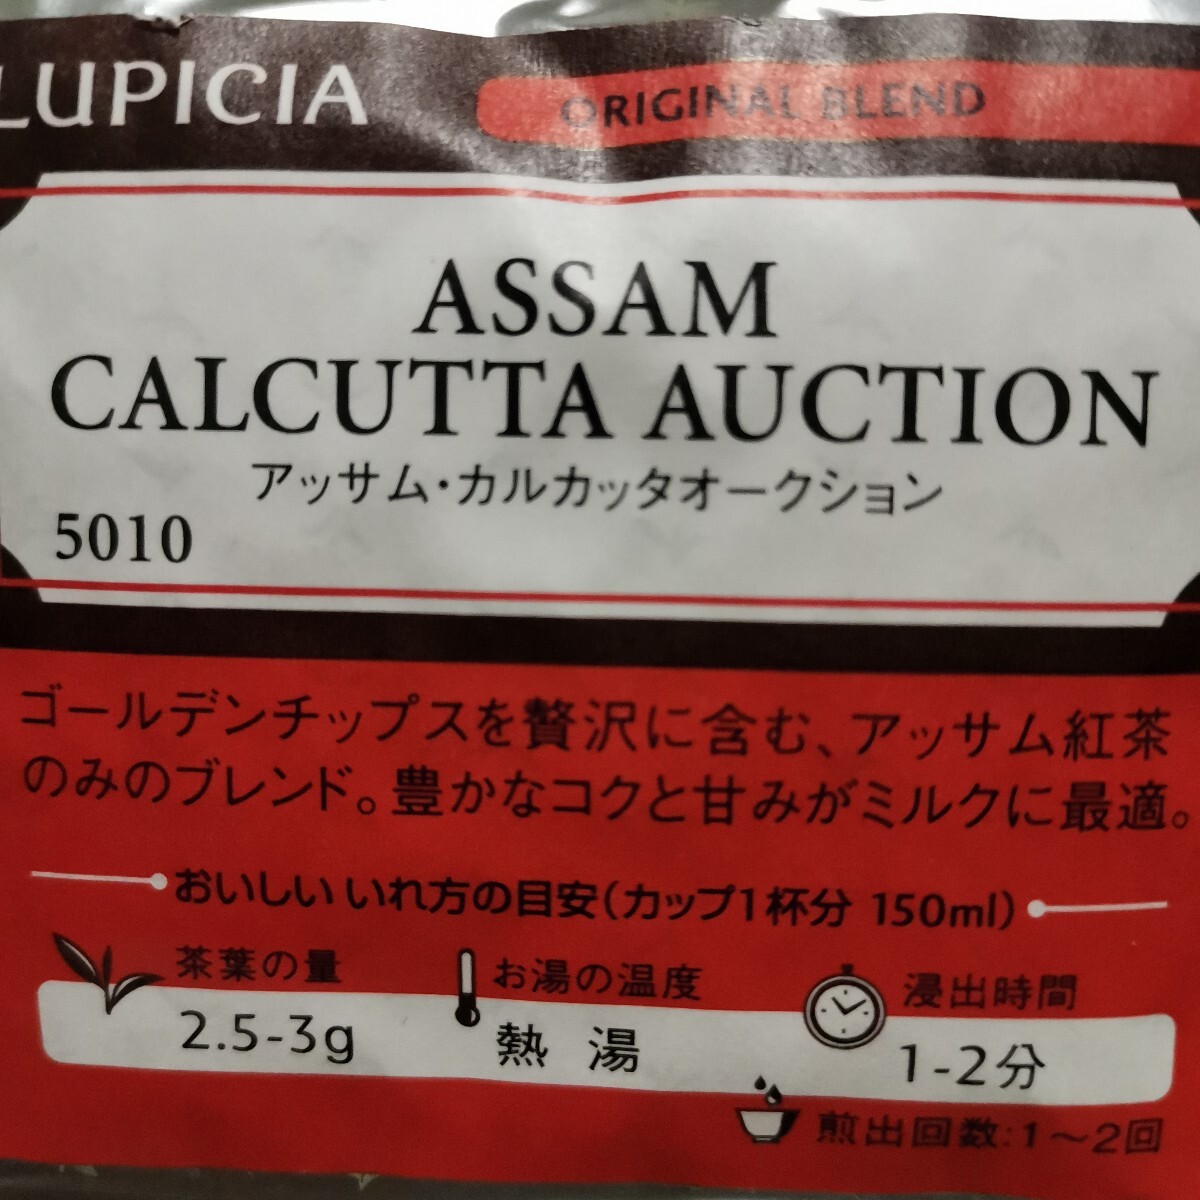 LUPICIA
ORIGINAL BLEND
ASSAM
CALCUTTA AUCTION
アッサム・カルカッタオークション
5010
ゴールデンチップスを贅沢に含む、アッサム紅茶
のみのブレンド。豊かなコクと甘みがミルクに最適。
おいしいいれ方の目安(カップ1杯分 150ml)
茶葉の量
2.5-3g
お湯の温度
熱 湯
浸出時間
1-2分
煎出回数:1〜2回